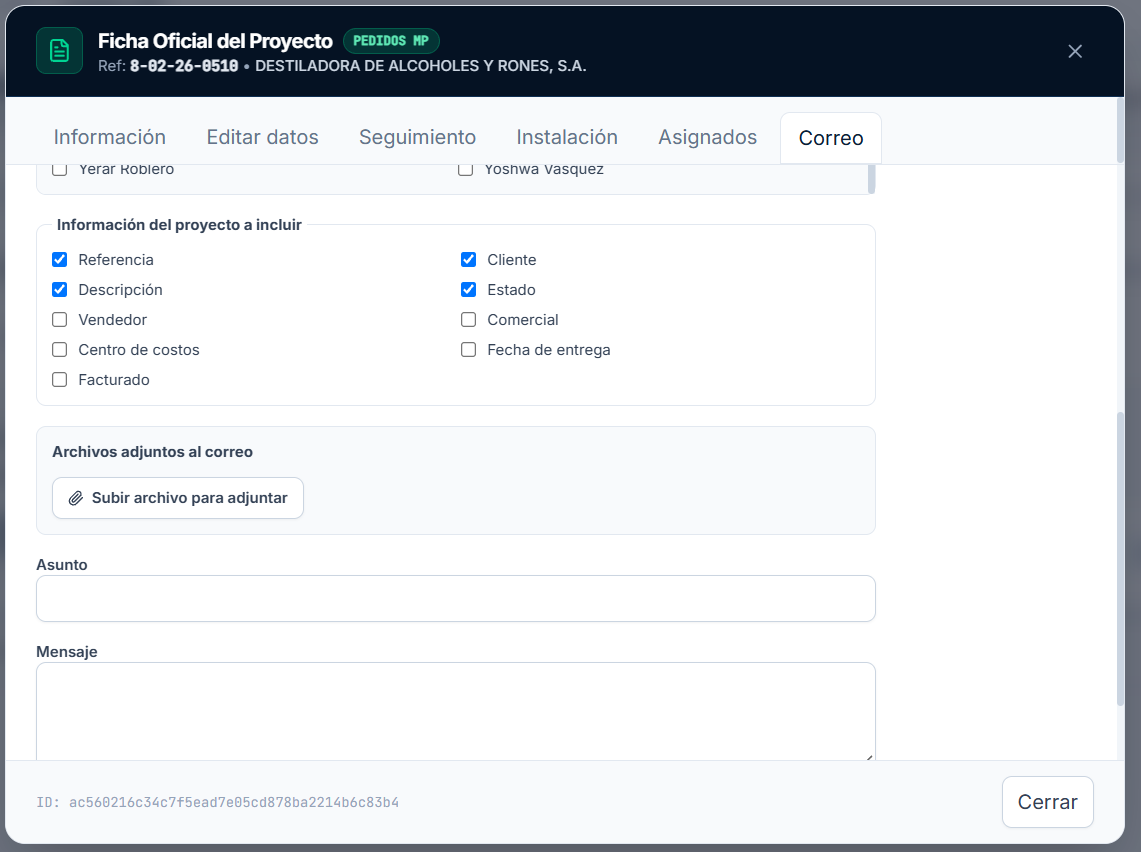 Ficha Oficial del Proyecto PEDIDOS MP
Ref: 8-02-26-0510 • DESTILADORA DE ALCOHOLES Y RONES, S.A.
Información Editar datos Seguimiento Instalación Asignados Correo
Yerar Roblero Yoshwa Vasquez
Información del proyecto a incluir
Referencia Cliente
Descripción Estado
Vendedor Comercial
Centro de costos Fecha de entrega
Facturado
Archivos adjuntos al correo
Subir archivo para adjuntar
Asunto
Mensaje
ID: ac560216c34c7f5ead7e05cd878ba2214b6c83b4
Cerrar